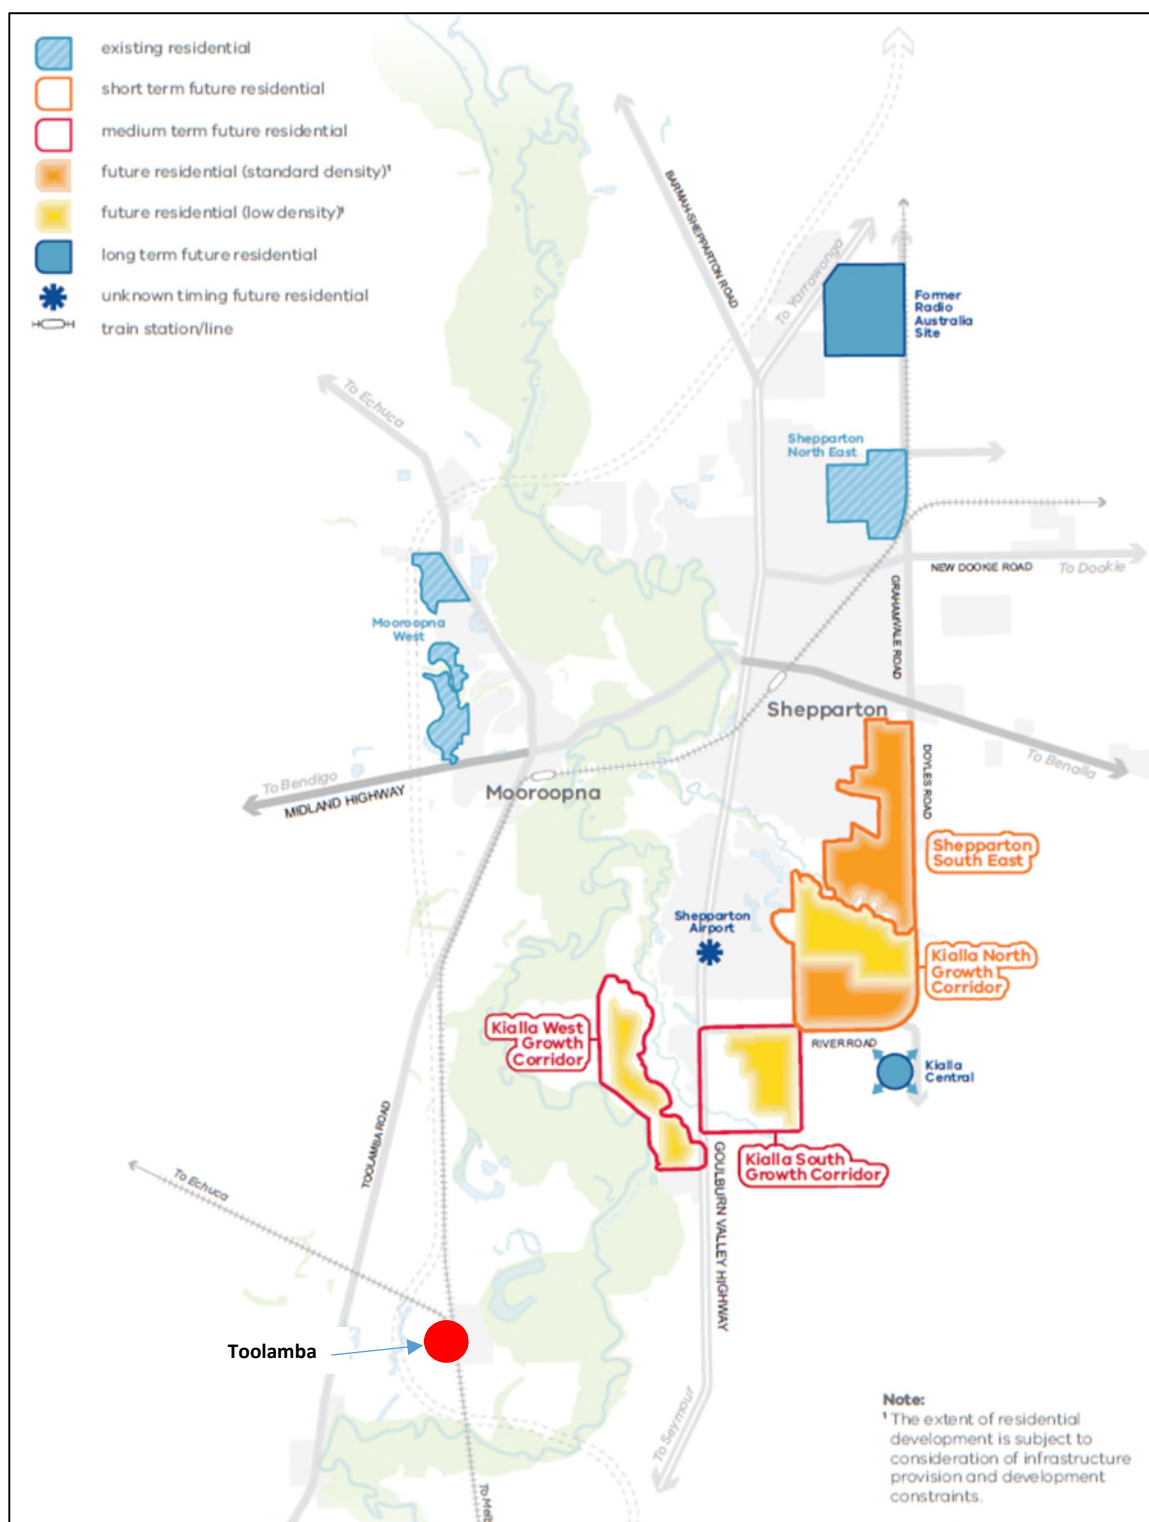 existing residential
short term future residential
medium term future residential
future residential (standard density)¹
future residential (low density)¹
long term future residential
unknown timing future residential
train station/line
BARMAH-SHEPPARTON ROAD
To Yarrawonga
Former
Radio
Australia
Site
To Echuca
Shepparton
North East
NEW DOOKIE ROAD
To Dookie
GRAHAMVALE ROAD
Mooroopna
West
Shepparton
To Benalla
To Bendigo
MIDLAND HIGHWAY
Mooroopna
DOYLES ROAD
Shepparton
South East
Shepparton
Airport
Kialla North
Growth
Corridor
Kialla West
Growth
Corridor
RIVER ROAD
Kialla
Central
TOOLAMBA ROAD
Kialla South
Growth Corridor
To Echuca
GOULBURN VALLEY HIGHWAY
Toolamba
To Seymour
Note:
¹ The extent of residential
development is subject to
consideration of infrastructure
provision and development
constraints.
To Melb